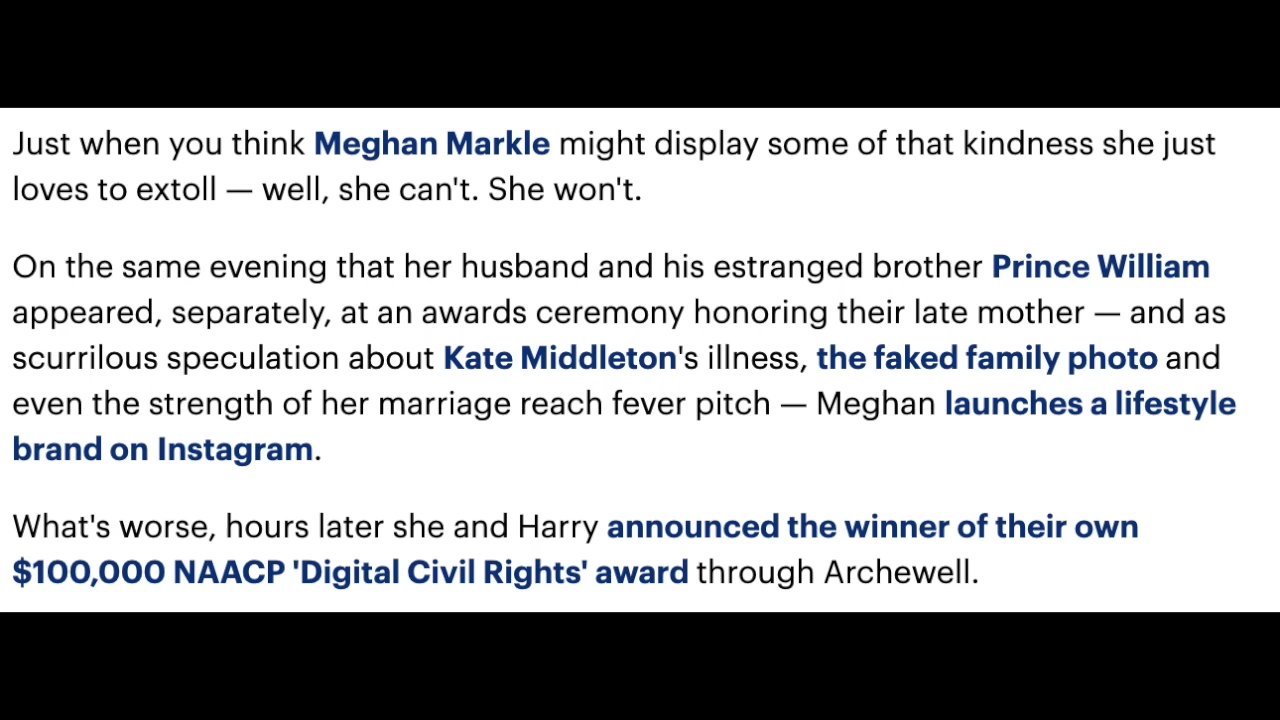 Just when you think Meghan Markle might display some of that kindness she just
loves to extoll — well, she can't. She won't.
On the same evening that her husband and his estranged brother Prince William
appeared, separately, at an awards ceremony honoring their late mother — and as
scurrilous speculation about Kate Middleton's illness, the faked family photo and
even the strength of her marriage reach fever pitch — Meghan launches a lifestyle
brand on Instagram.
What's worse, hours later she and Harry announced the winner of their own
$100,000 NAACP 'Digital Civil Rights' award through Archewell.